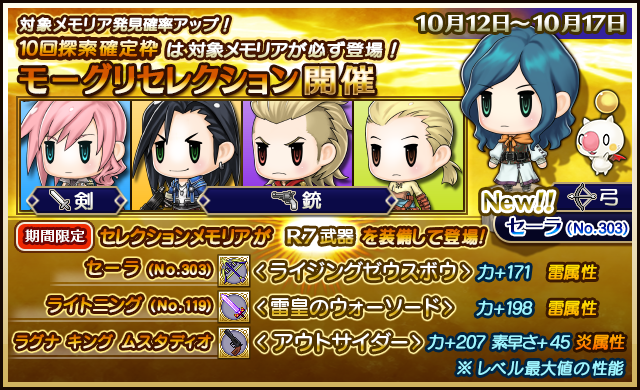 対象メモリア発見確率アップ！
10月12日～10月17日
10回探索確定枠 は対象メモリアが必ず登場！
モーグリセレクション開催
剣
銃
New!!
弓
セーラ (No.303)
期間限定 セレクションメモリアが R7武器 を装備して登場！
セーラ (No.303) ＜ライジングゼウスボウ＞ 力+171 雷属性
ライトニング (No.119) ＜雷皇のウォーソード＞ 力+198 雷属性
ラグナ キング ムスタディオ ＜アウトサイダー＞ 力+207 素早さ+45 炎属性
※レベル最大値の性能